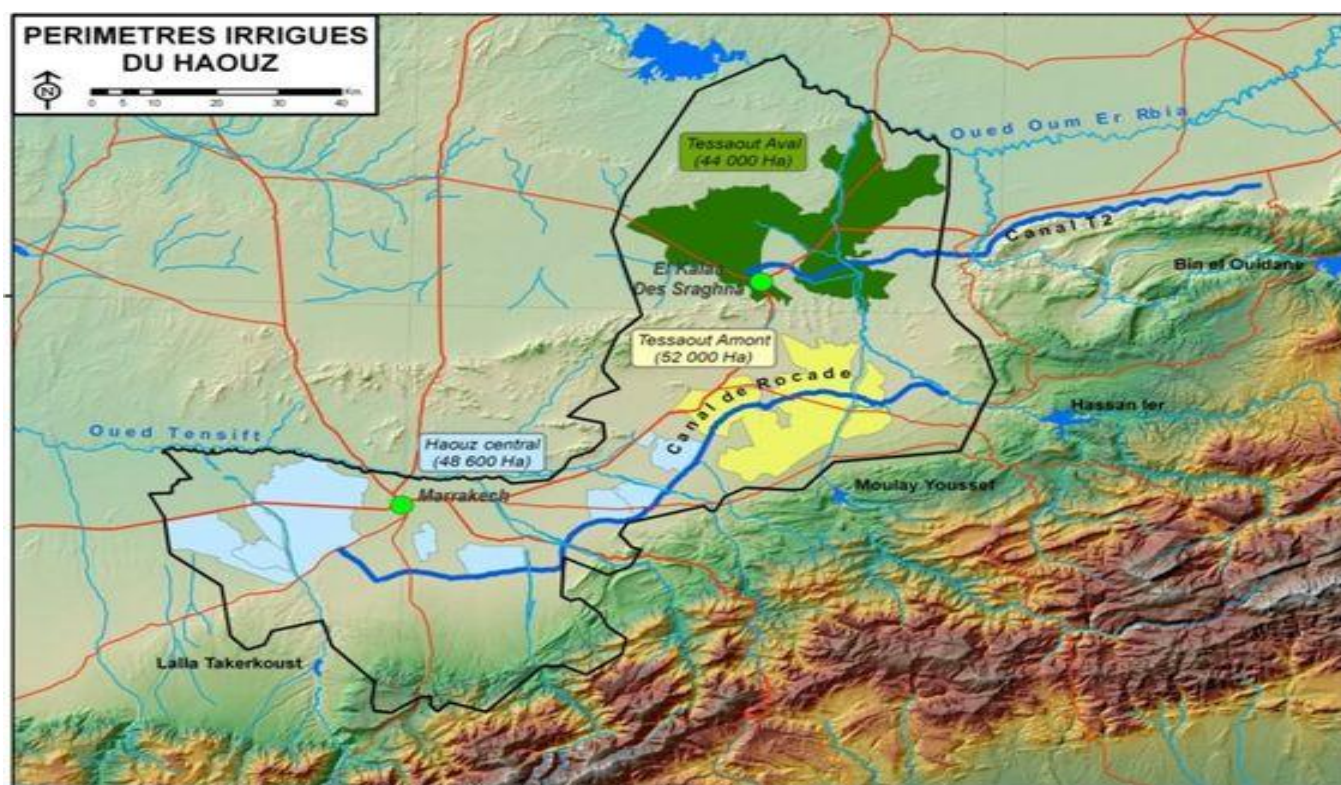 PERIMETRES IRRIGUES
DU HAOUZ
N
0 5 10 20 30 40 Km
Tessaout Aval
(44 000 Ha)
Oued Oum Er Rbia
Canal T2
Bin el Ouidane
El Kalaa
Des Sraghna
Tessaout Amont
(52 000 Ha)
Canal de Rocade
Hassan Ier
Oued Tensift
Haouz central
(48 600 Ha)
Marrakech
Moulay Youssef
Lalla Takerkoust